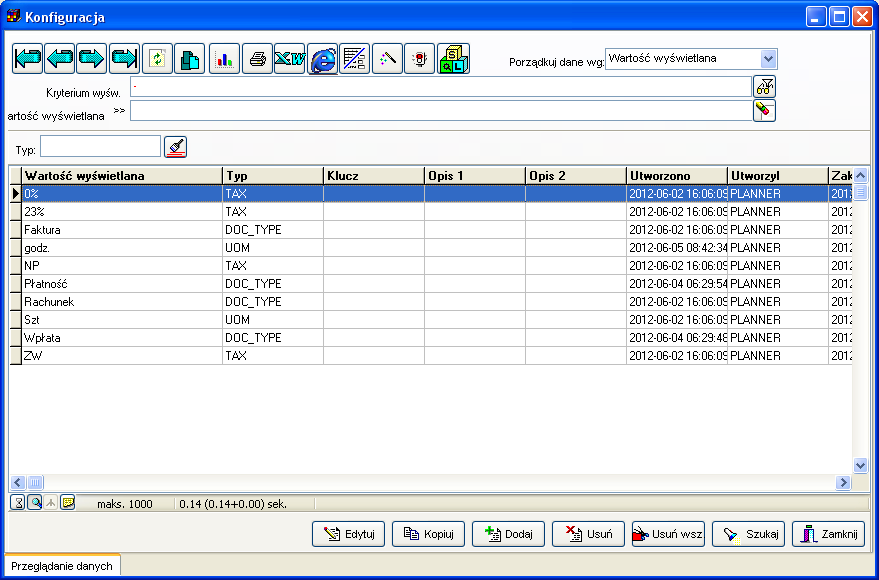 Konfiguracja
X W
SQL
Porządkuj dane wg: Wartość wyświetlana
Kryterium wyśw.
artość wyświetlana >>
Typ:
Wartość wyświetlana Typ Klucz Opis 1 Opis 2 Utworzono Utworzył Zak
0% TAX 2012-06-02 16:06:09 PLANNER 2012
23% TAX 2012-06-02 16:06:09 PLANNER 2012
Faktura DOC_TYPE 2012-06-02 16:06:09 PLANNER 2012
godz. UOM 2012-06-05 08:42:34 PLANNER 2012
NP TAX 2012-06-02 16:06:09 PLANNER 2012
Płatność DOC_TYPE 2012-06-04 06:29:54 PLANNER 2012
Rachunek DOC_TYPE 2012-06-02 16:06:09 PLANNER 2012
Szt UOM 2012-06-02 16:06:09 PLANNER 2012
Wpłata DOC_TYPE 2012-06-04 06:29:48 PLANNER 2012
ZW TAX 2012-06-02 16:06:09 PLANNER 2012
maks. 1000 0.14 (0.14+0.00) sek.
Edytuj Kopiuj Dodaj Usuń Usuń wsz Szukaj Zamknij
Przeglądanie danych